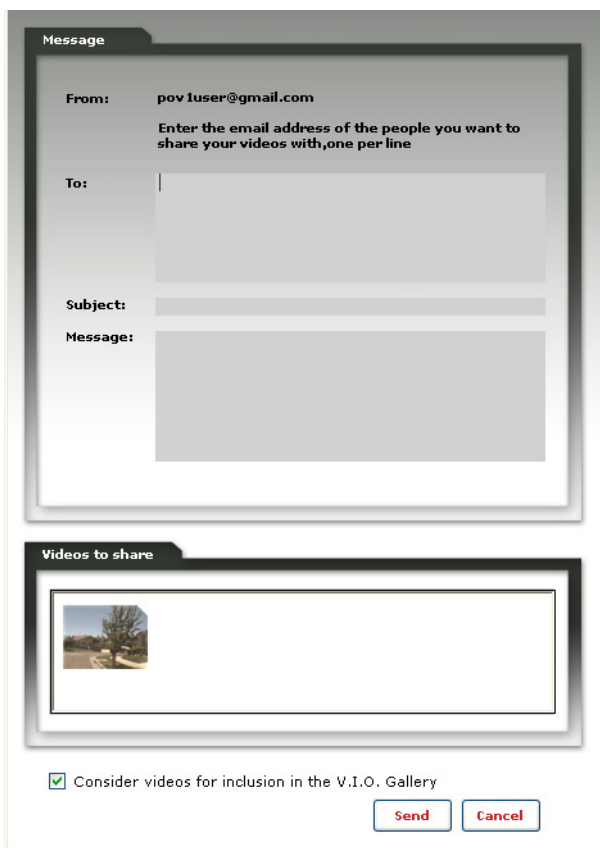 Message
From: pov1user@gmail.com
Enter the email address of the people you want to
share your videos with,one per line
To:
Subject:
Message:
Videos to share
Consider videos for inclusion in the V.I.O. Gallery
Send Cancel